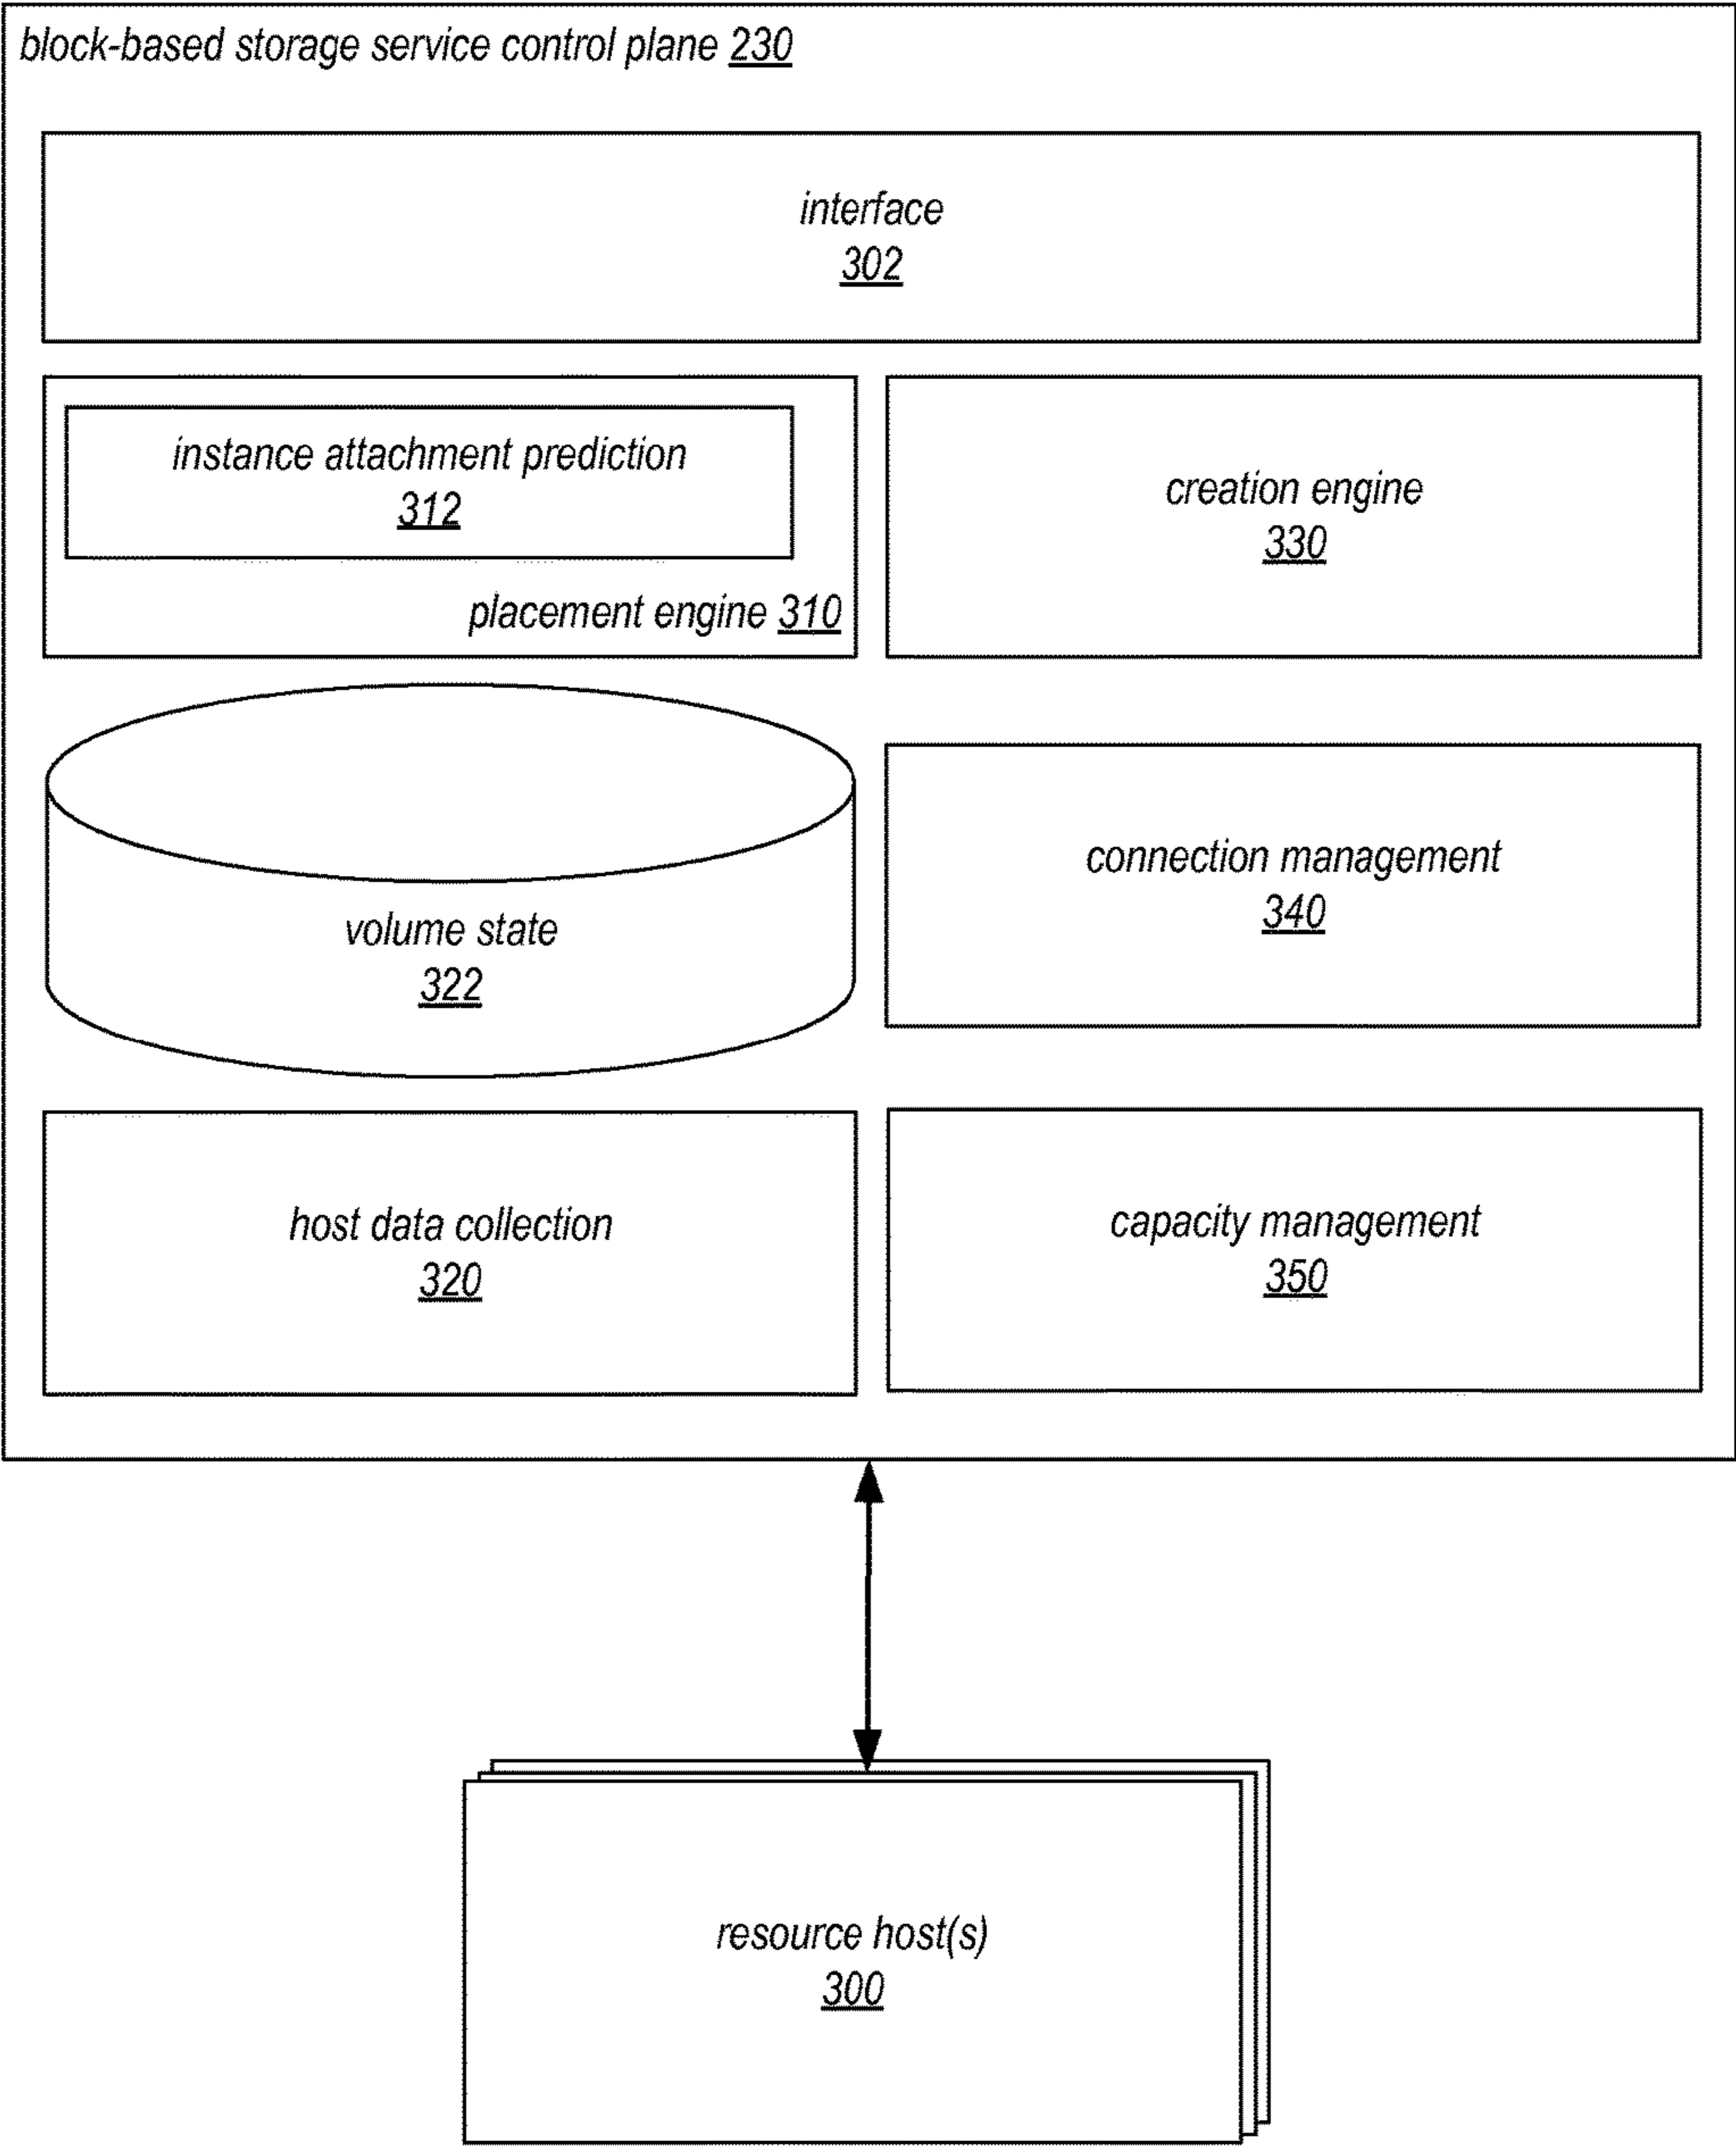 block-based storage service control plane 230
interface
302
instance attachment prediction
312
placement engine 310
creation engine
330
volume state
322
connection management
340
host data collection
320
capacity management
350
resource host(s)
300